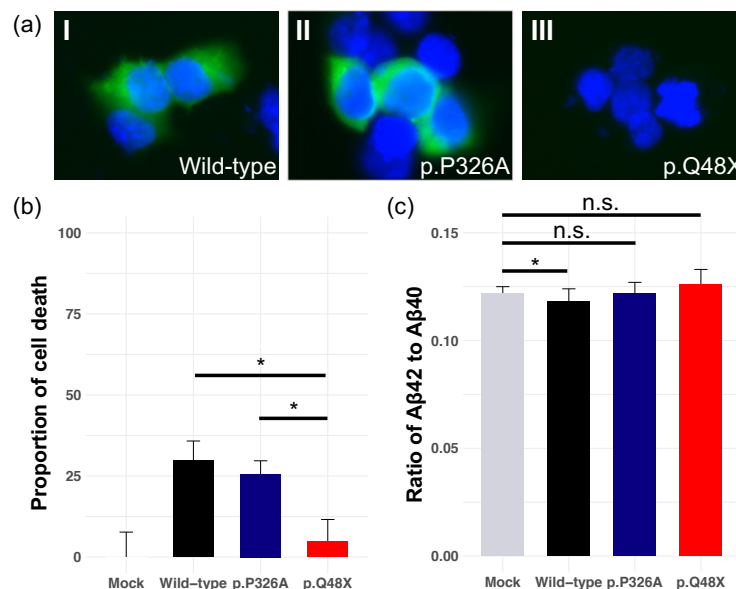 (a)
I
II
III
Wild-type
p.P326A
p.Q48X
(b)
(c)
Proportion of cell death
100
75
50
25
0
*
*
Mock
Wild–type
p.P326A
p.Q48X
Ratio of Aβ42 to Aβ40
0.15
0.10
0.05
0.00
n.s.
n.s.
*
Mock
Wild–type
p.P326A
p.Q48X